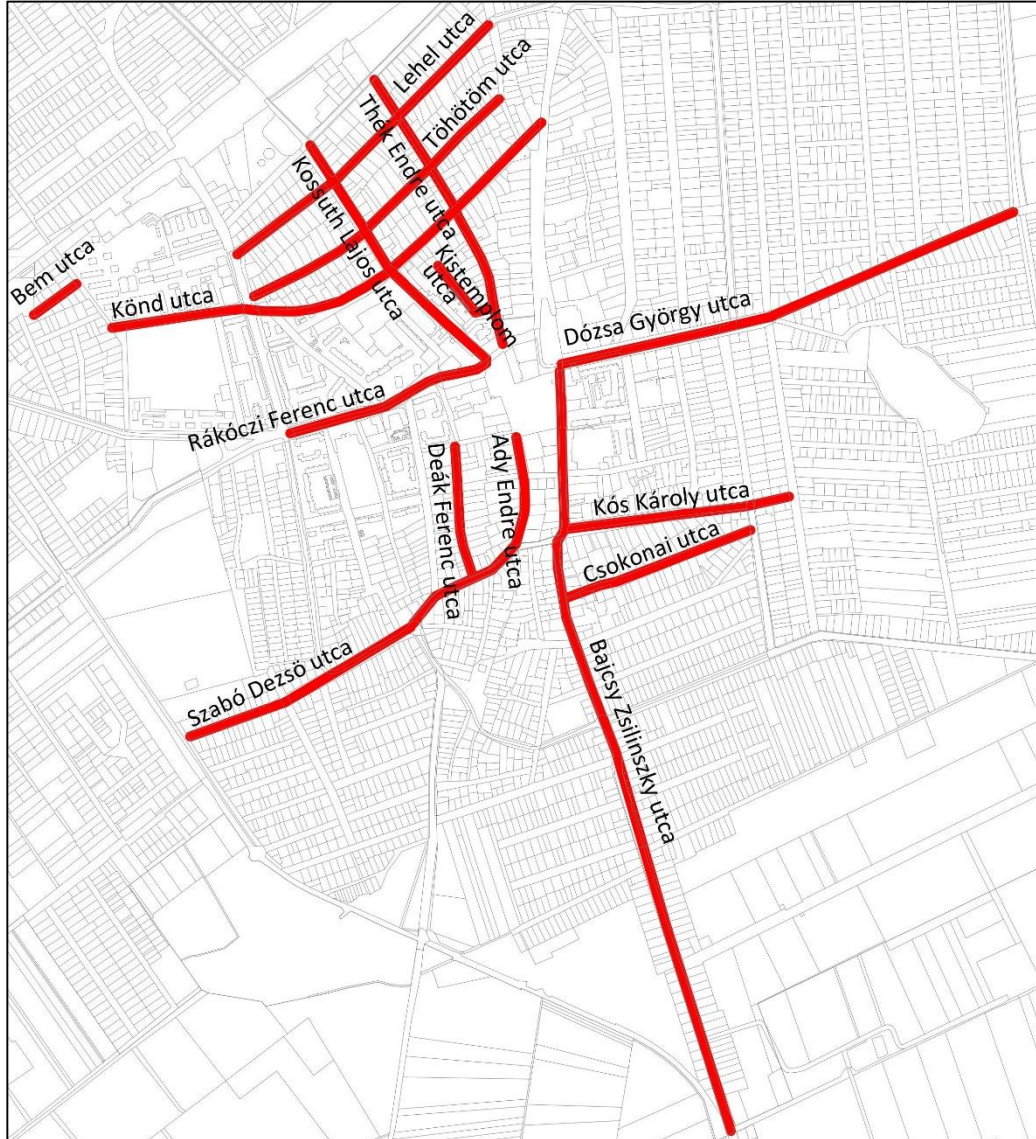 Lehel utca
Töhötöm utca
Thék Endre utca
Kossuth Lajos utca
Kistemplom
utca
Bem utca
Könd utca
Dózsa György utca
Rákóczi Ferenc utca
Deák Ferenc utca
Ady Endre utca
Kós Károly utca
Csokonai utca
Szabó Dezsö utca
Bajcsy Zsilinszky utca